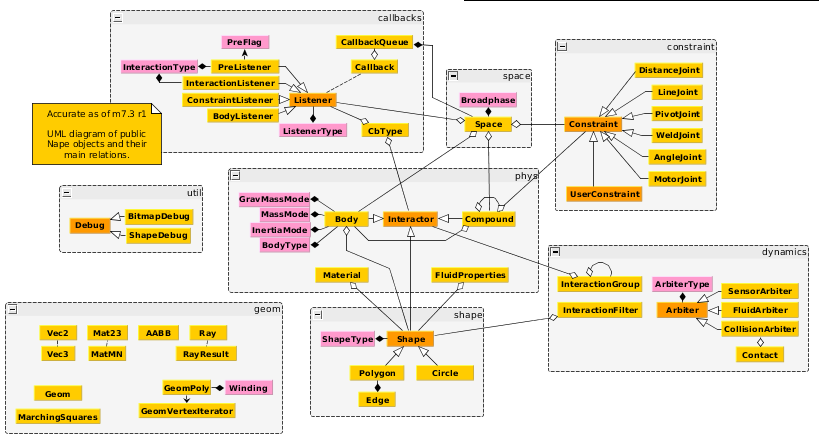 callbacks
PreFlag
CallbackQueue
InteractionType
PreListener
Callback
InteractionListener
ConstraintListener
Listener
BodyListener
ListenerType
CbType
Accurate as of m7.3 r1
UML diagram of public
Nape objects and their
main relations.
space
Broadphase
Space
constraint
DistanceJoint
LineJoint
PivotJoint
Constraint
WeldJoint
AngleJoint
MotorJoint
UserConstraint
util
BitmapDebug
Debug
ShapeDebug
phys
GravMassMode
MassMode
Body
Interactor
Compound
InertiaMode
BodyType
Material
FluidProperties
dynamics
InteractionGroup
ArbiterType
SensorArbiter
InteractionFilter
Arbiter
FluidArbiter
CollisionArbiter
Contact
geom
Vec2
Mat23
AABB
Ray
Vec3
MatMN
RayResult
Geom
GeomPoly
Winding
MarchingSquares
GeomVertexIterator
shape
ShapeType
Shape
Polygon
Circle
Edge